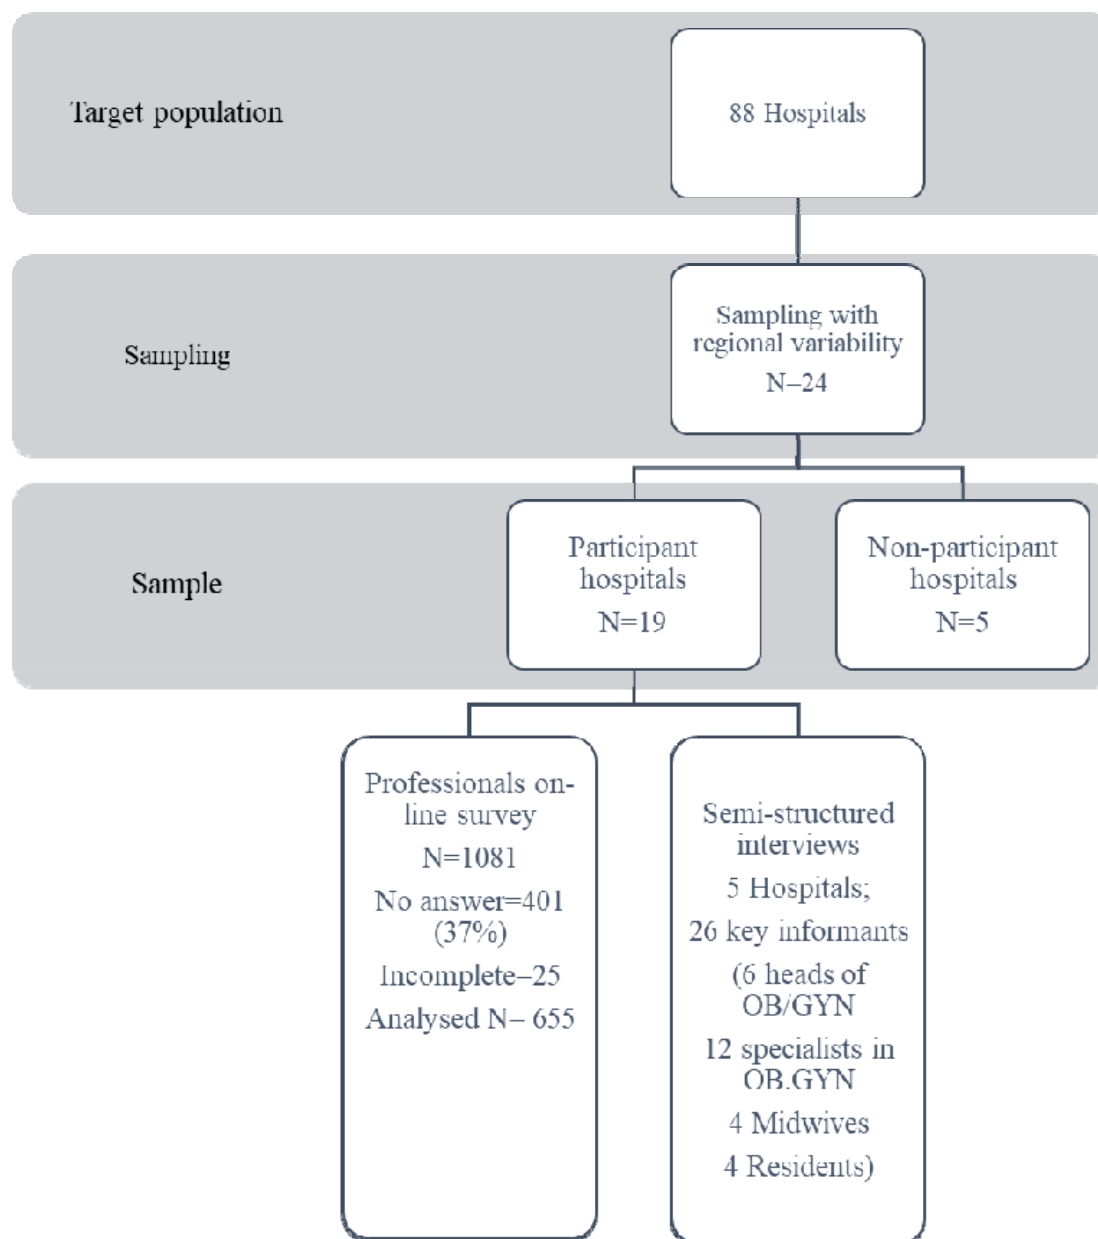 Target population
88 Hospitals
Sampling
Sampling with
regional variability
N–24
Sample
Participant
hospitals
N=19
Non-participant
hospitals
N=5
Professionals on-
line survey
N=1081
No answer=401
(37%)
Incomplete–25
Analysed N– 655
Semi-structured
interviews
5 Hospitals;
26 key informants
(6 heads of
OB/GYN
12 specialists in
OB.GYN
4 Midwives
4 Residents)